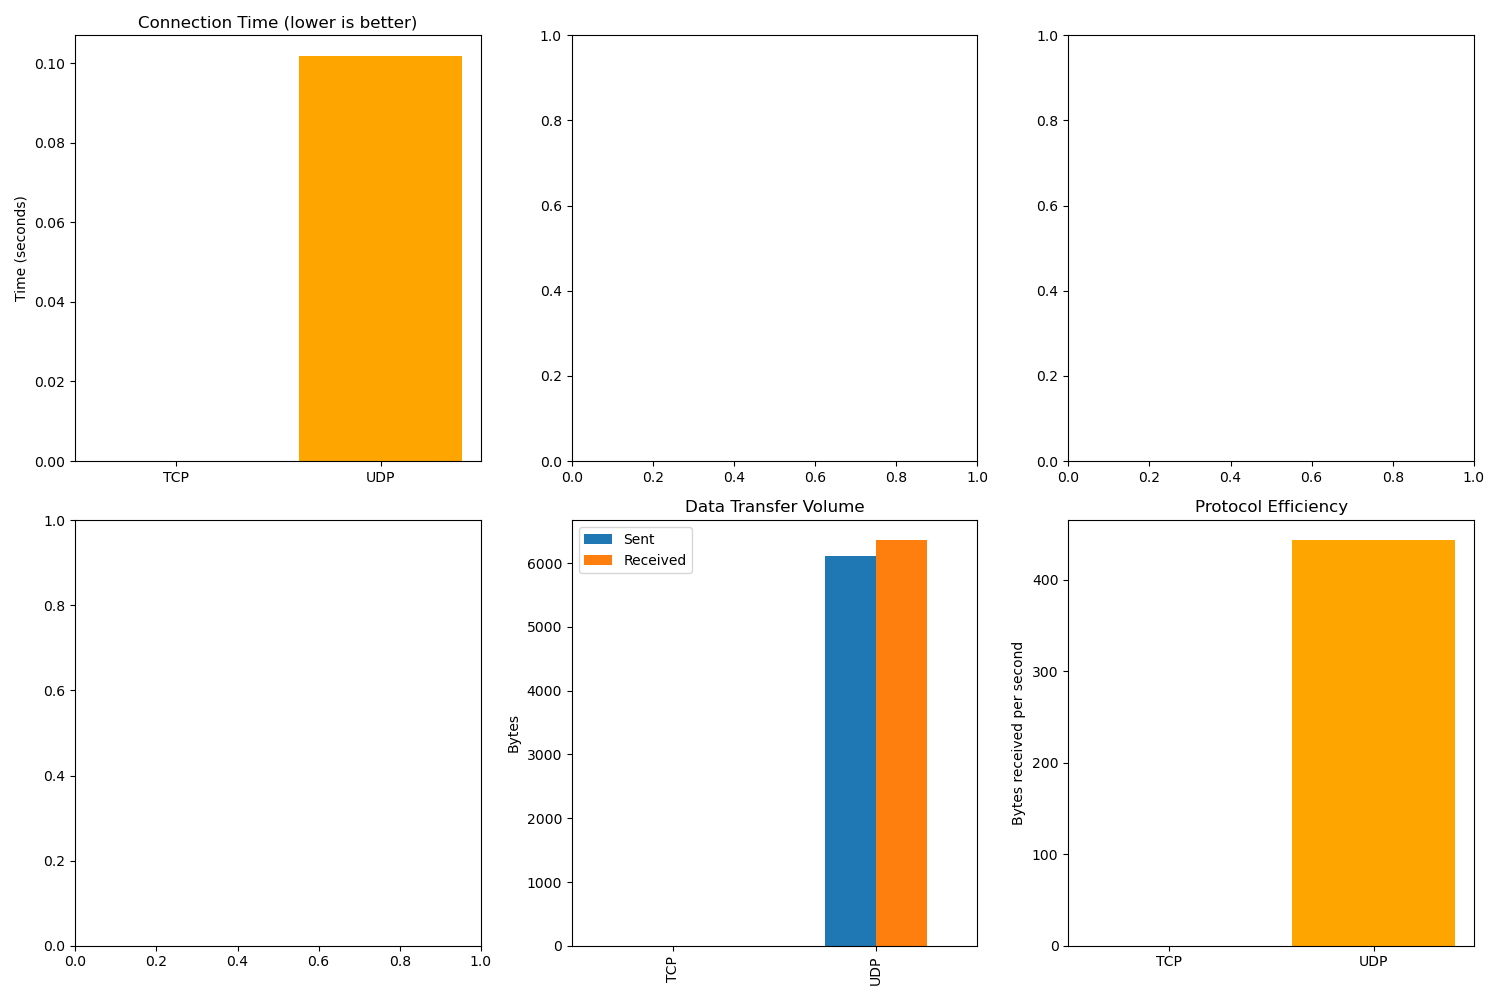 Connection Time (lower is better)
Time (seconds)
0.10
0.08
0.06
0.04
0.02
0.00
TCP UDP
1.0
0.8
0.6
0.4
0.2
0.0
0.0 0.2 0.4 0.6 0.8 1.0
1.0
0.8
0.6
0.4
0.2
0.0
0.0 0.2 0.4 0.6 0.8 1.0
1.0
0.8
0.6
0.4
0.2
0.0
0.0 0.2 0.4 0.6 0.8 1.0
Data Transfer Volume
Sent
Received
Bytes
6000
5000
4000
3000
2000
1000
0
TCP UDP
Protocol Efficiency
Bytes received per second
400
300
200
100
0
TCP UDP